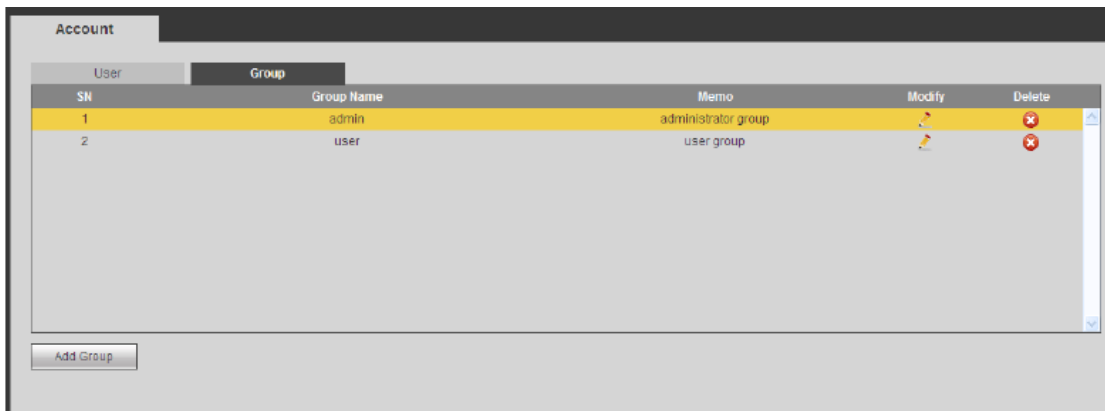 Account
User Group
SN Group Name Memo Modify Delete
1 admin administrator group
2 user user group
Add Group